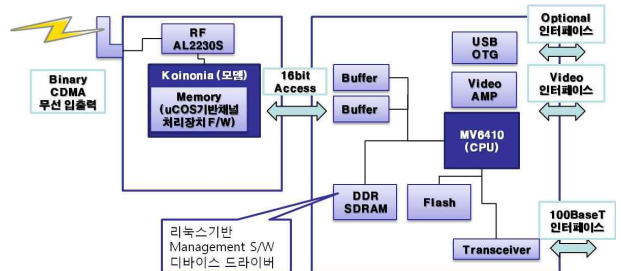 Binary
CDMA
무선 입출력
RF
AL2230S
Koinonia (모뎀)
Memory
(uCOS기반채널
처리장치 F/W)
16bit
Access
Buffer
Buffer
USB
OTG
Video
AMP
MV6410
(CPU)
DDR
SDRAM
Flash
Transceiver
Optional
인터페이스
Video
인터페이스
100BaseT
인터페이스
리눅스기반
Management S/W
디바이스 드라이버